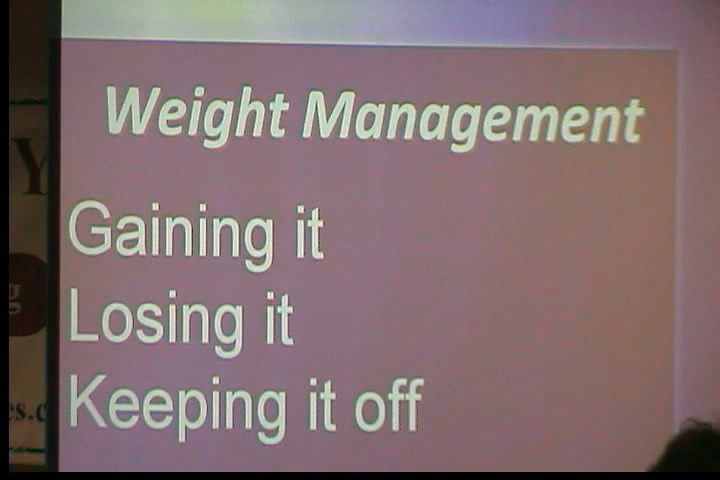 Weight Management
Gaining it
Losing it
Keeping it off